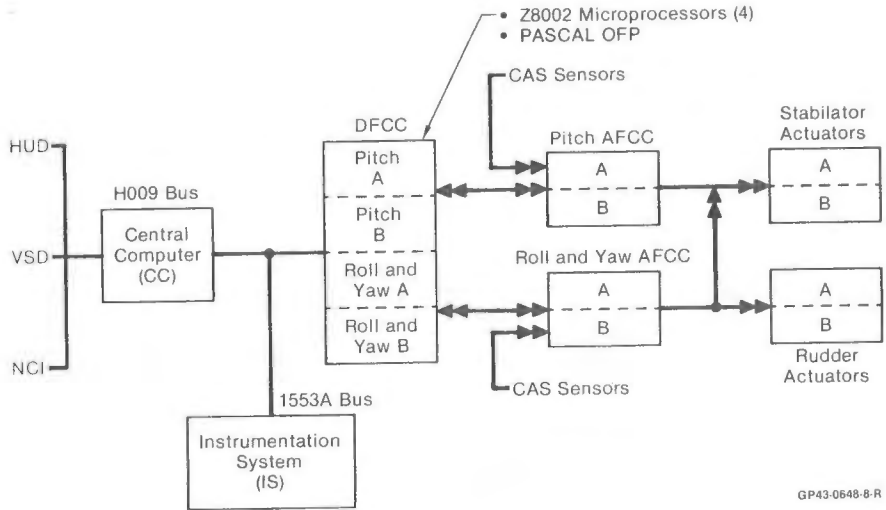 • Z8002 Microprocessors (4)
• PASCAL OFP
CAS Sensors
DFCC
Pitch
A
Pitch
B
Roll and
Yaw A
Roll and
Yaw B
HUD
VSD
NCI
H009 Bus
Central
Computer
(CC)
1553A Bus
Instrumentation
System
(IS)
Pitch AFCC
A
B
Roll and Yaw AFCC
A
B
CAS Sensors
Stabilator
Actuators
A
B
A
B
Rudder
Actuators
GP43-0648-8-R